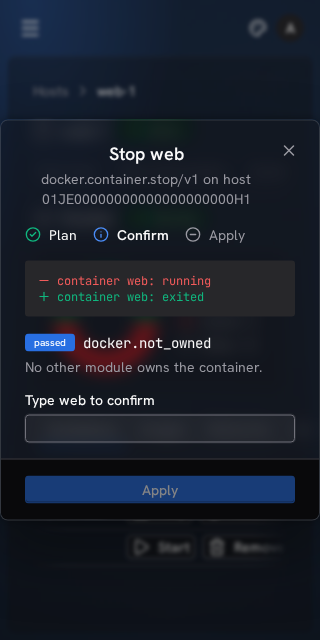 A
Hosts > web-1
Stop web
docker.container.stop/v1 on host
01JE00000000000000000000H1
Plan
Confirm
Apply
— container web: running
+ container web: exited
passed docker.not_owned
No other module owns the container.
Type web to confirm
Apply
Start